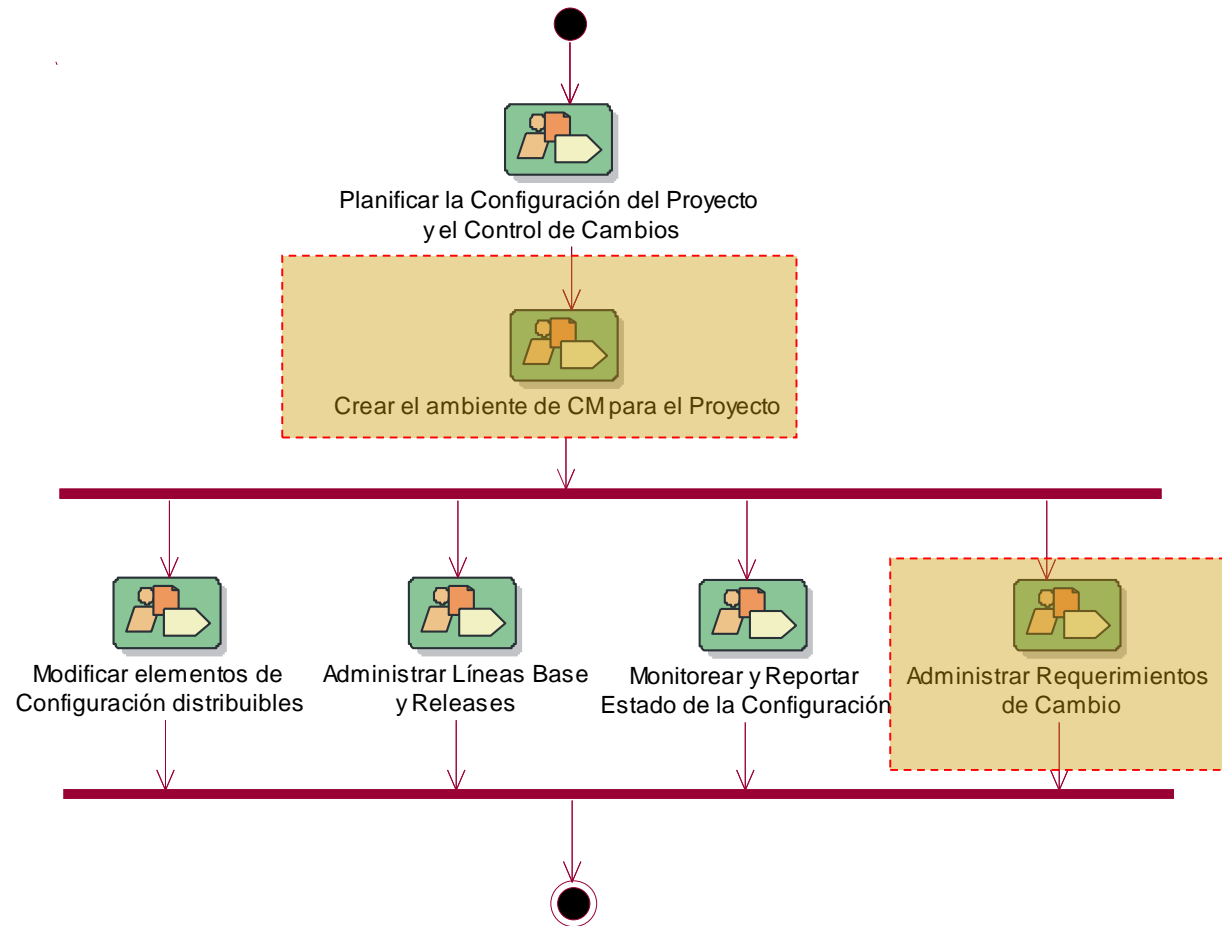 Planificar la Configuración del Proyecto
y el Control de Cambios
Crear el ambiente de CM para el Proyecto
Modificar elementos de
Configuración distribuibles
Administrar Líneas Base
y Releases
Monitorear y Reportar
Estado de la Configuración
Administrar Requerimientos
de Cambio